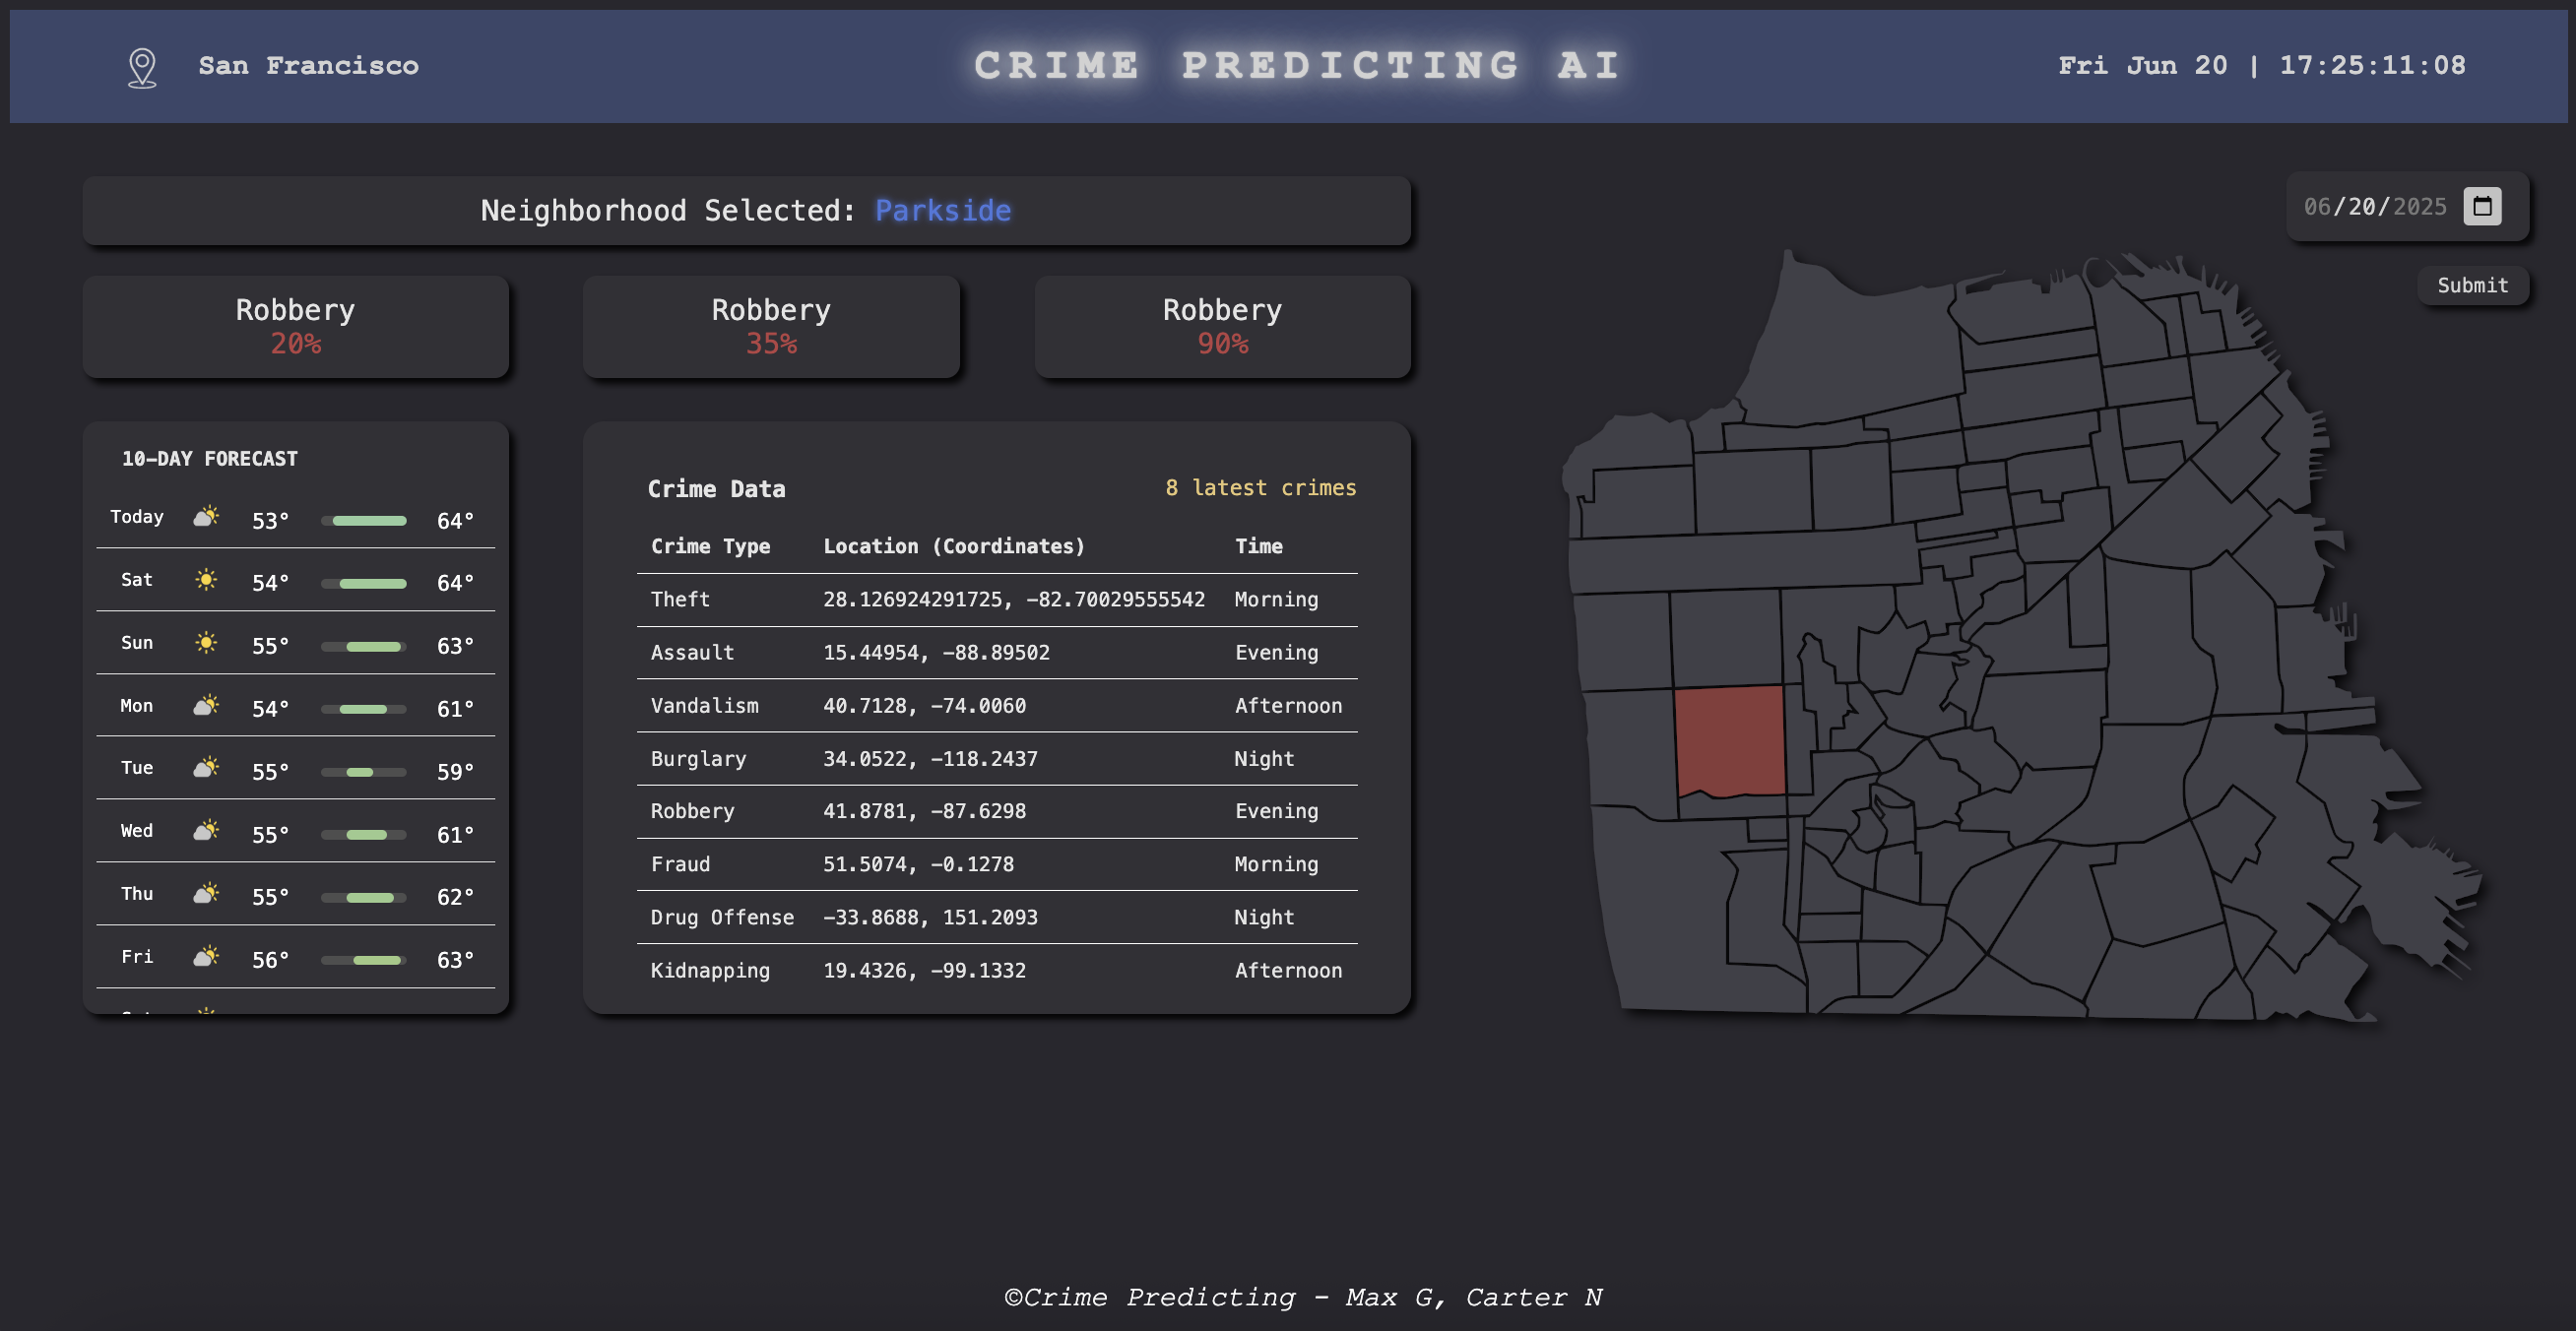 San Francisco
CRIME PREDICTING AI
Fri Jun 20 | 17:25:11:08
Neighborhood Selected: Parkside
06/20/2025
Submit
Robbery
20%
Robbery
35%
Robbery
90%
10-DAY FORECAST
Today 53° 64°
Sat 54° 64°
Sun 55° 63°
Mon 54° 61°
Tue 55° 59°
Wed 55° 61°
Thu 55° 62°
Fri 56° 63°
Crime Data
8 latest crimes
Crime Type Location (Coordinates) Time
Theft 28.126924291725, -82.70029555542 Morning
Assault 15.44954, -88.89502 Evening
Vandalism 40.7128, -74.0060 Afternoon
Burglary 34.0522, -118.2437 Night
Robbery 41.8781, -87.6298 Evening
Fraud 51.5074, -0.1278 Morning
Drug Offense -33.8688, 151.2093 Night
Kidnapping 19.4326, -99.1332 Afternoon
©Crime Predicting - Max G, Carter N